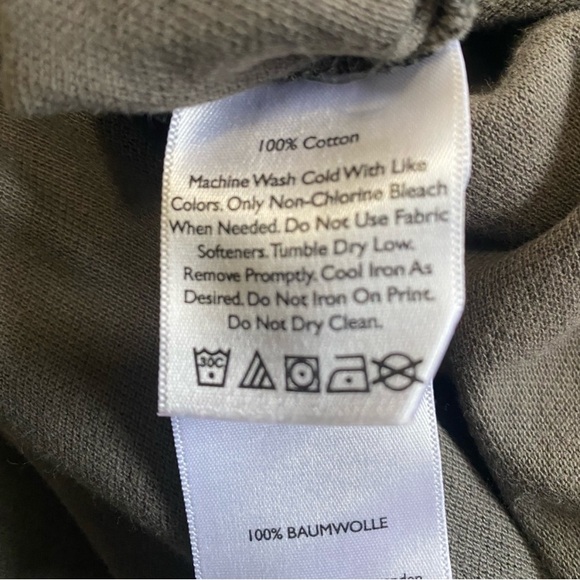 100% Cotton
Machine Wash Cold With Like
Colors. Only Non-Chlorine Bleach
When Needed. Do Not Use Fabric
Softeners. Tumble Dry Low.
Remove Promptly. Cool Iron As
Desired. Do Not Iron On Print.
Do Not Dry Clean.
30C
100% BAUMWOLLE